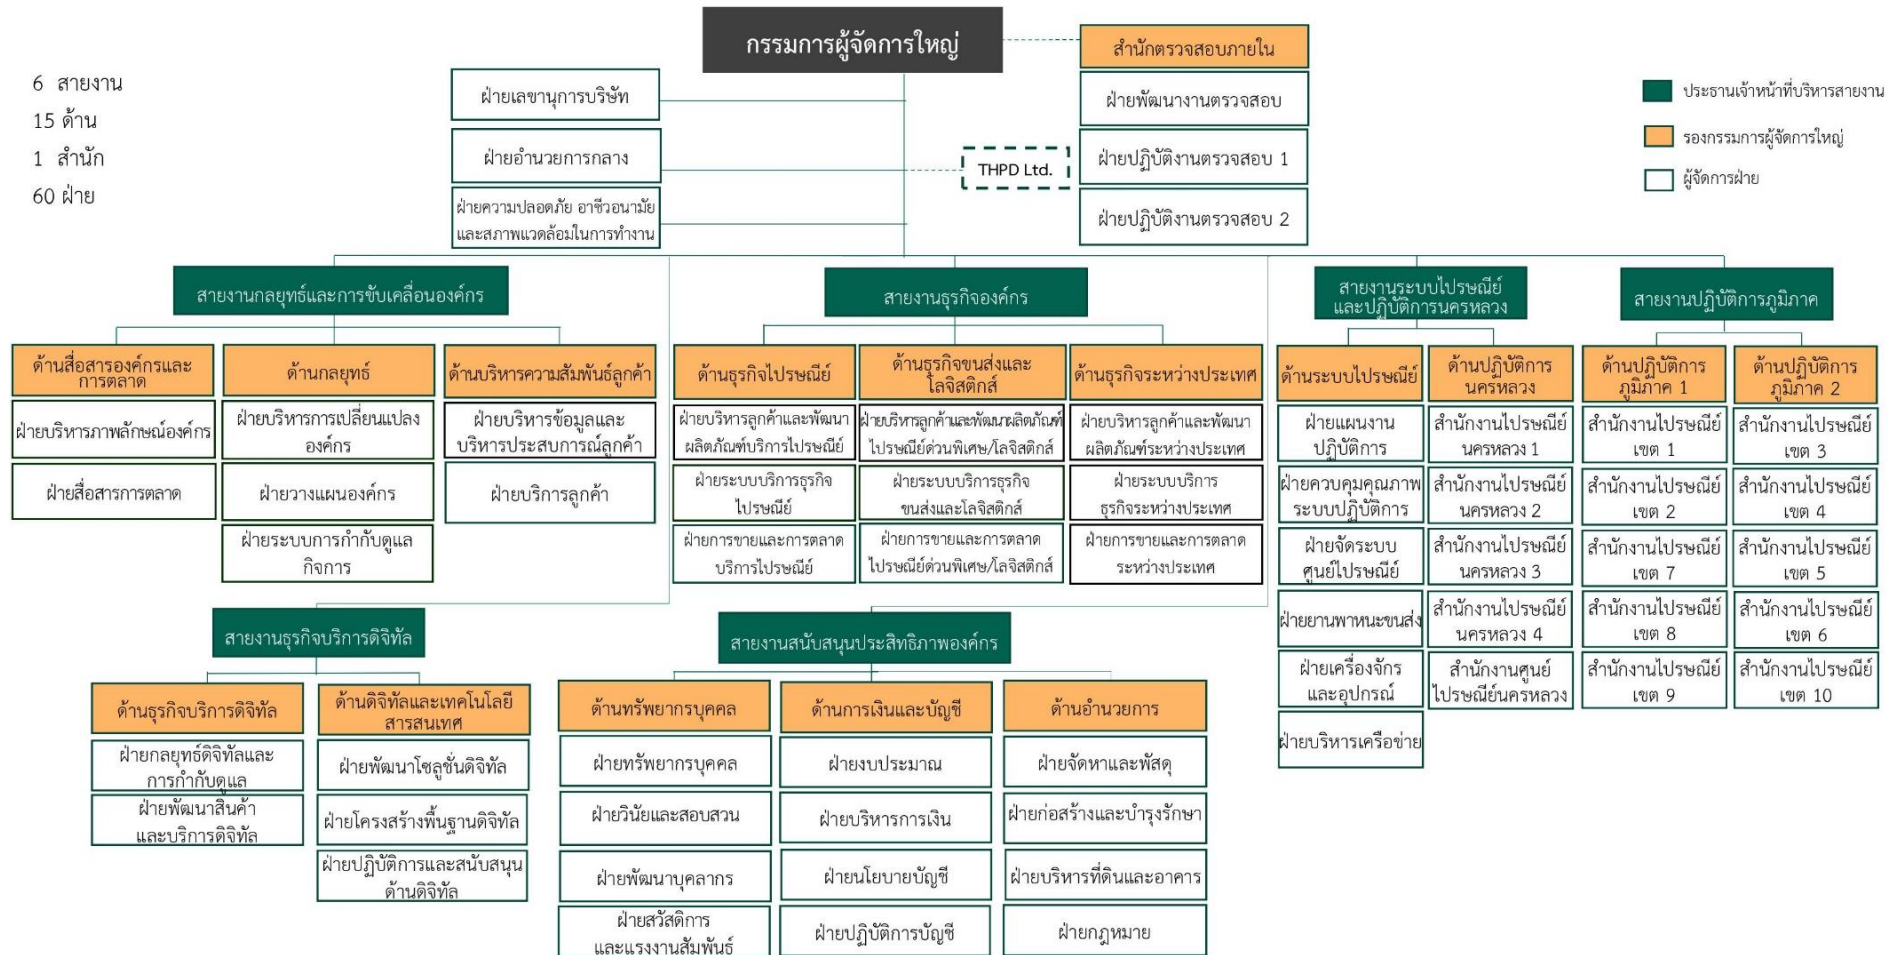 กรรมการผู้จัดการใหญ่
สำนักตรวจสอบภายใน
6 สายงาน
15 ด้าน
1 สำนัก
60 ฝ่าย
ฝ่ายเลขานุการบริษัท
ฝ่ายอำนวยการกลาง
ฝ่ายความปลอดภัย อาชีวอนามัย
และสภาพแวดล้อมในการทำงาน
THPD Ltd.
ฝ่ายพัฒนางานตรวจสอบ
ฝ่ายปฏิบัติงานตรวจสอบ 1
ฝ่ายปฏิบัติงานตรวจสอบ 2
ประธานเจ้าหน้าที่บริหารสายงาน
รองกรรมการผู้จัดการใหญ่
ผู้จัดการฝ่าย
สายงานกลยุทธ์และการขับเคลื่อนองค์กร
ด้านสื่อสารองค์กรและ
การตลาด
ฝ่ายบริหารภาพลักษณ์องค์กร
ฝ่ายสื่อสารการตลาด
ด้านกลยุทธ์
ฝ่ายบริหารการเปลี่ยนแปลง
องค์กร
ฝ่ายวางแผนองค์กร
ฝ่ายระบบการกำกับดูแล
กิจการ
ด้านบริหารความสัมพันธ์ลูกค้า
ฝ่ายบริหารข้อมูลและ
บริหารประสบการณ์ลูกค้า
ฝ่ายบริการลูกค้า
สายงานธุรกิจองค์กร
ด้านธุรกิจไปรษณีย์
ฝ่ายบริหารลูกค้าและพัฒนา
ผลิตภัณฑ์บริการไปรษณีย์
ฝ่ายระบบบริการธุรกิจ
ไปรษณีย์
ฝ่ายการขายและการตลาด
บริการไปรษณีย์
ด้านธุรกิจขนส่งและ
โลจิสติกส์
ฝ่ายบริหารลูกค้าและพัฒนาผลิตภัณฑ์
ไปรษณีย์ด่วนพิเศษ/โลจิสติกส์
ฝ่ายระบบบริการธุรกิจ
ขนส่งและโลจิสติกส์
ฝ่ายการขายและการตลาด
ไปรษณีย์ด่วนพิเศษ/โลจิสติกส์
ด้านธุรกิจระหว่างประเทศ
ฝ่ายบริหารลูกค้าและพัฒนา
ผลิตภัณฑ์ระหว่างประเทศ
ฝ่ายระบบบริการ
ธุรกิจระหว่างประเทศ
ฝ่ายการขายและการตลาด
ระหว่างประเทศ
สายงานระบบไปรษณีย์
และปฏิบัติการนครหลวง
ด้านระบบไปรษณีย์
ฝ่ายแผนงาน
ปฏิบัติการ
ฝ่ายควบคุมคุณภาพ
ระบบปฏิบัติการ
ฝ่ายจัดระบบ
ศูนย์ไปรษณีย์
ฝ่ายยานพาหนะขนส่ง
ฝ่ายเครื่องจักร
และอุปกรณ์
ฝ่ายบริหารเครือข่าย
ด้านปฏิบัติการ
นครหลวง
สำนักงานไปรษณีย์
นครหลวง 1
สำนักงานไปรษณีย์
นครหลวง 2
สำนักงานไปรษณีย์
นครหลวง 3
สำนักงานไปรษณีย์
นครหลวง 4
สำนักงานศูนย์
ไปรษณีย์นครหลวง
สายงานปฏิบัติการภูมิภาค
ด้านปฏิบัติการ
ภูมิภาค 1
สำนักงานไปรษณีย์
เขต 1
สำนักงานไปรษณีย์
เขต 2
สำนักงานไปรษณีย์
เขต 7
สำนักงานไปรษณีย์
เขต 8
สำนักงานไปรษณีย์
เขต 9
ด้านปฏิบัติการ
ภูมิภาค 2
สำนักงานไปรษณีย์
เขต 3
สำนักงานไปรษณีย์
เขต 4
สำนักงานไปรษณีย์
เขต 5
สำนักงานไปรษณีย์
เขต 6
สำนักงานไปรษณีย์
เขต 10
สายงานธุรกิจบริการดิจิทัล
ด้านธุรกิจบริการดิจิทัล
ฝ่ายกลยุทธ์ดิจิทัลและ
การกำกับดูแล
ฝ่ายพัฒนาสินค้า
และบริการดิจิทัล
ด้านดิจิทัลและเทคโนโลยี
สารสนเทศ
ฝ่ายพัฒนาโซลูชั่นดิจิทัล
ฝ่ายโครงสร้างพื้นฐานดิจิทัล
ฝ่ายปฏิบัติการและสนับสนุน
ด้านดิจิทัล
สายงานสนับสนุนประสิทธิภาพองค์กร
ด้านทรัพยากรบุคคล
ฝ่ายทรัพยากรบุคคล
ฝ่ายวินัยและสอบสวน
ฝ่ายพัฒนาบุคลากร
ฝ่ายสวัสดิการ
และแรงงานสัมพันธ์
ด้านการเงินและบัญชี
ฝ่ายงบประมาณ
ฝ่ายบริหารการเงิน
ฝ่ายนโยบายบัญชี
ฝ่ายปฏิบัติการบัญชี
ด้านอำนวยการ
ฝ่ายจัดหาและพัสดุ
ฝ่ายก่อสร้างและบำรุงรักษา
ฝ่ายบริหารที่ดินและอาคาร
ฝ่ายกฎหมาย